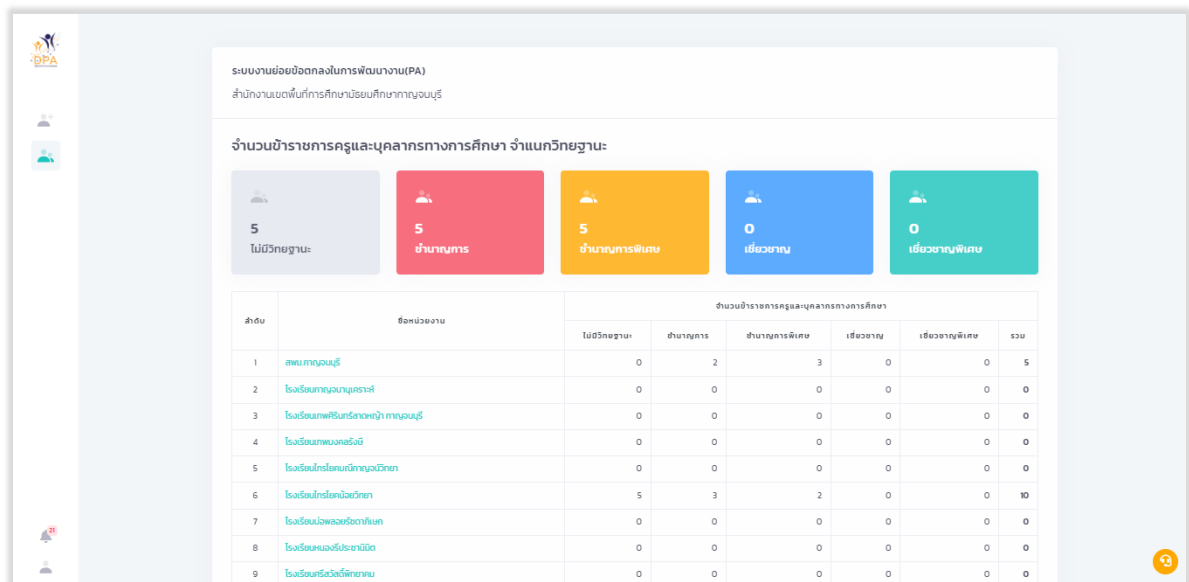 DPA
ระบบงานย่อยข้อตกลงในการพัฒนางาน(PA)
สำนักงานเขตพื้นที่การศึกษามัธยมศึกษากาญจนบุรี
จำนวนข้าราชการครูและบุคลากรทางการศึกษา จำแนกวิทยฐานะ
5 5 5 0 0
ไม่มีวิทยฐานะ ชำนาญการ ชำนาญการพิเศษ เชี่ยวชาญ เชี่ยวชาญพิเศษ
ลำดับ ชื่อหน่วยงาน จำนวนข้าราชการครูและบุคลากรทางการศึกษา
ไม่มีวิทยฐานะ ชำนาญการ ชำนาญการพิเศษ เชี่ยวชาญ เชี่ยวชาญพิเศษ รวม
1 สพม.กาญจนบุรี 0 2 3 0 0 5
2 โรงเรียนกาญจนานุเคราะห์ 0 0 0 0 0 0
3 โรงเรียนเทพศิรินทร์ลาดหญ้า กาญจนบุรี 0 0 0 0 0 0
4 โรงเรียนเทพมงคลรังษี 0 0 0 0 0 0
5 โรงเรียนไทรโยคมณีกาญจน์วิทยา 0 0 0 0 0 0
6 โรงเรียนไทรโยคน้อยวิทยา 5 3 2 0 0 10
7 โรงเรียนบ่อพลอยรัชดาภิเษก 0 0 0 0 0 0
8 โรงเรียนหนองรีประชานิมิต 0 0 0 0 0 0
9 โรงเรียนศรีสวัสดิ์พิทยาคม 0 0 0 0 0 0
21